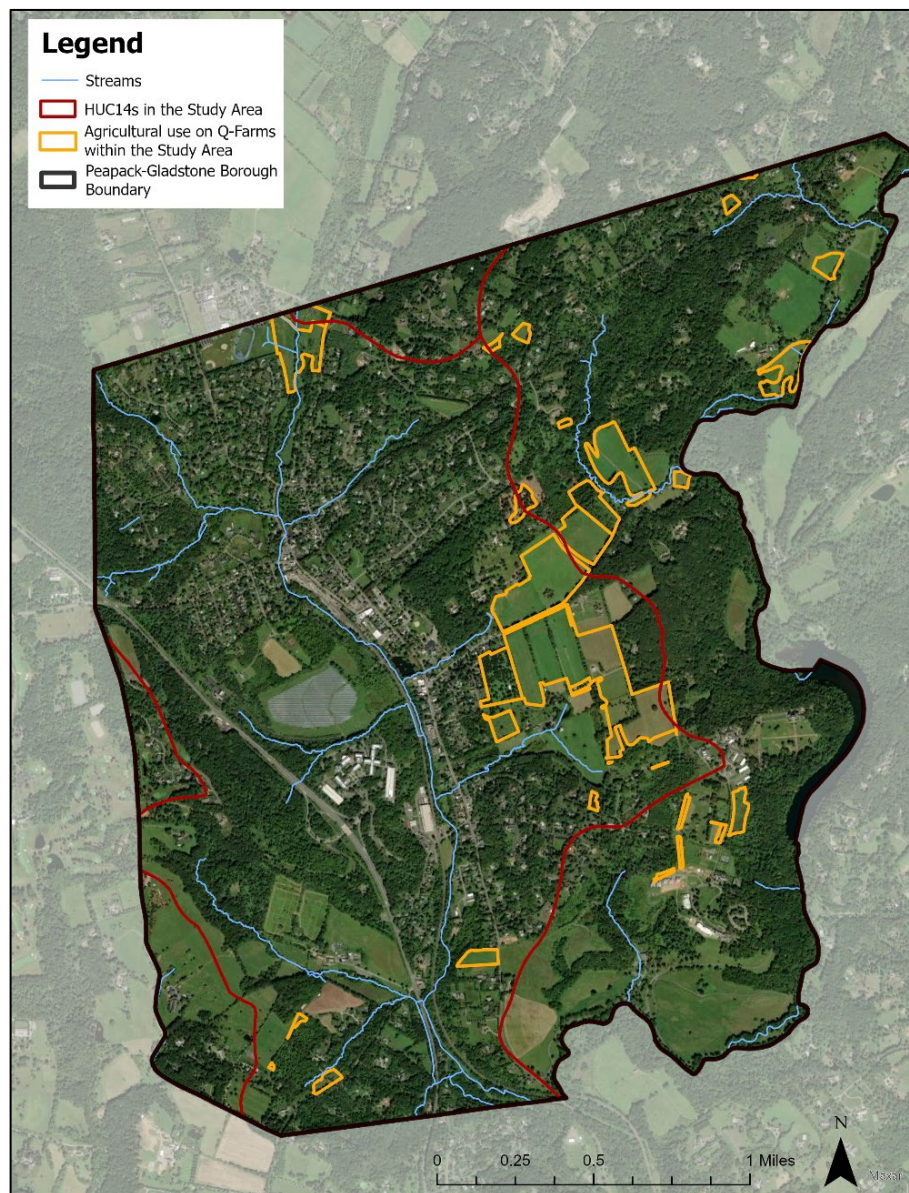 Legend
Streams
HUC14s in the Study Area
Agricultural use on Q-Farms
within the Study Area
Peapack-Gladstone Borough
Boundary
N
0 0.25 0.5 1 Miles
Maxar